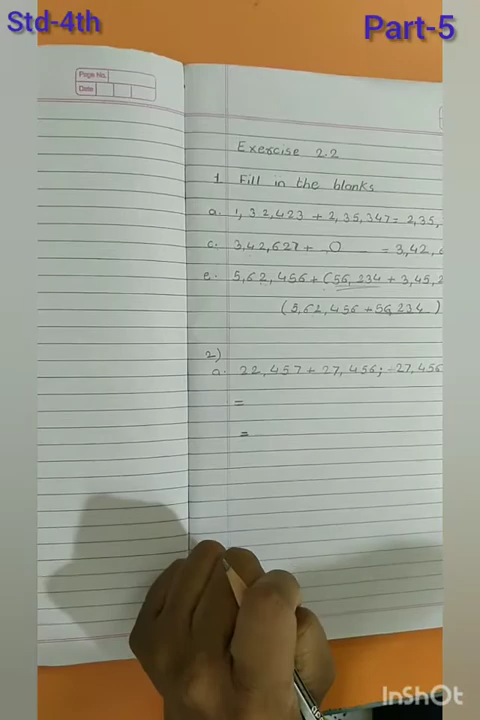 Std-4th
Part-5
Page No.
Date
Exercise 2.2
1 Fill in the blanks
a. 1,32,423 + 2,35,347 = 2,35,
c. 3,42,627 + 0 = 3,42,
e. 5,62,456 + (56,234 + 3,45,2
(5,62,456 + 56,234)
2)
a. 22,457 + 27,456; 27,456
=
=
InShOt